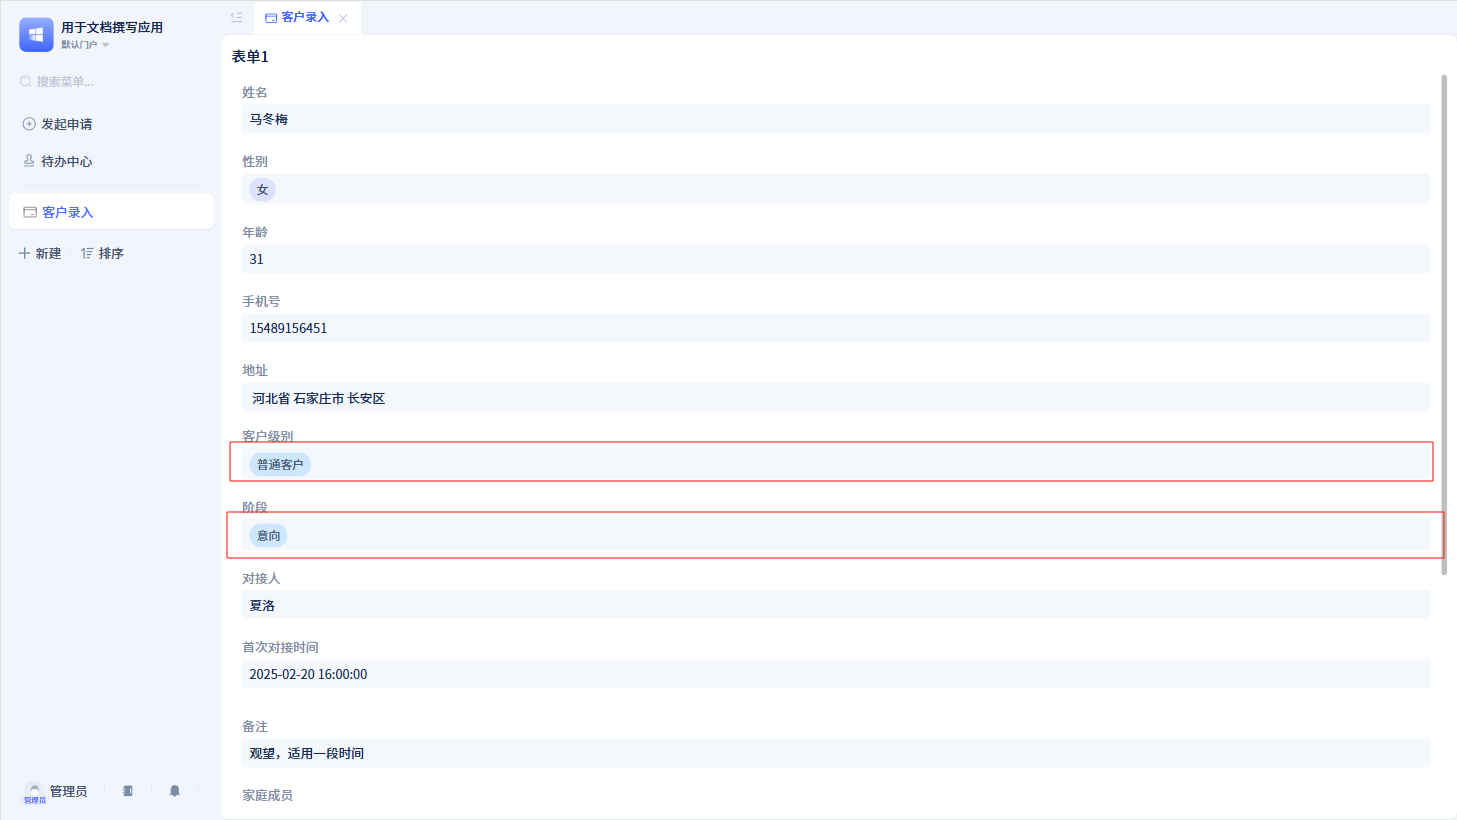 用于文档撰写应用
默认门户
搜索菜单...
发起申请
待办中心
客户录入
新建
排序
管理员
管理员
客户录入
表单1
姓名
马冬梅
性别
女
年龄
31
手机号
15489156451
地址
河北省 石家庄市 长安区
客户级别
普通客户
阶段
意向
对接人
夏洛
首次对接时间
2025-02-20 16:00:00
备注
观望，适用一段时间
家庭成员